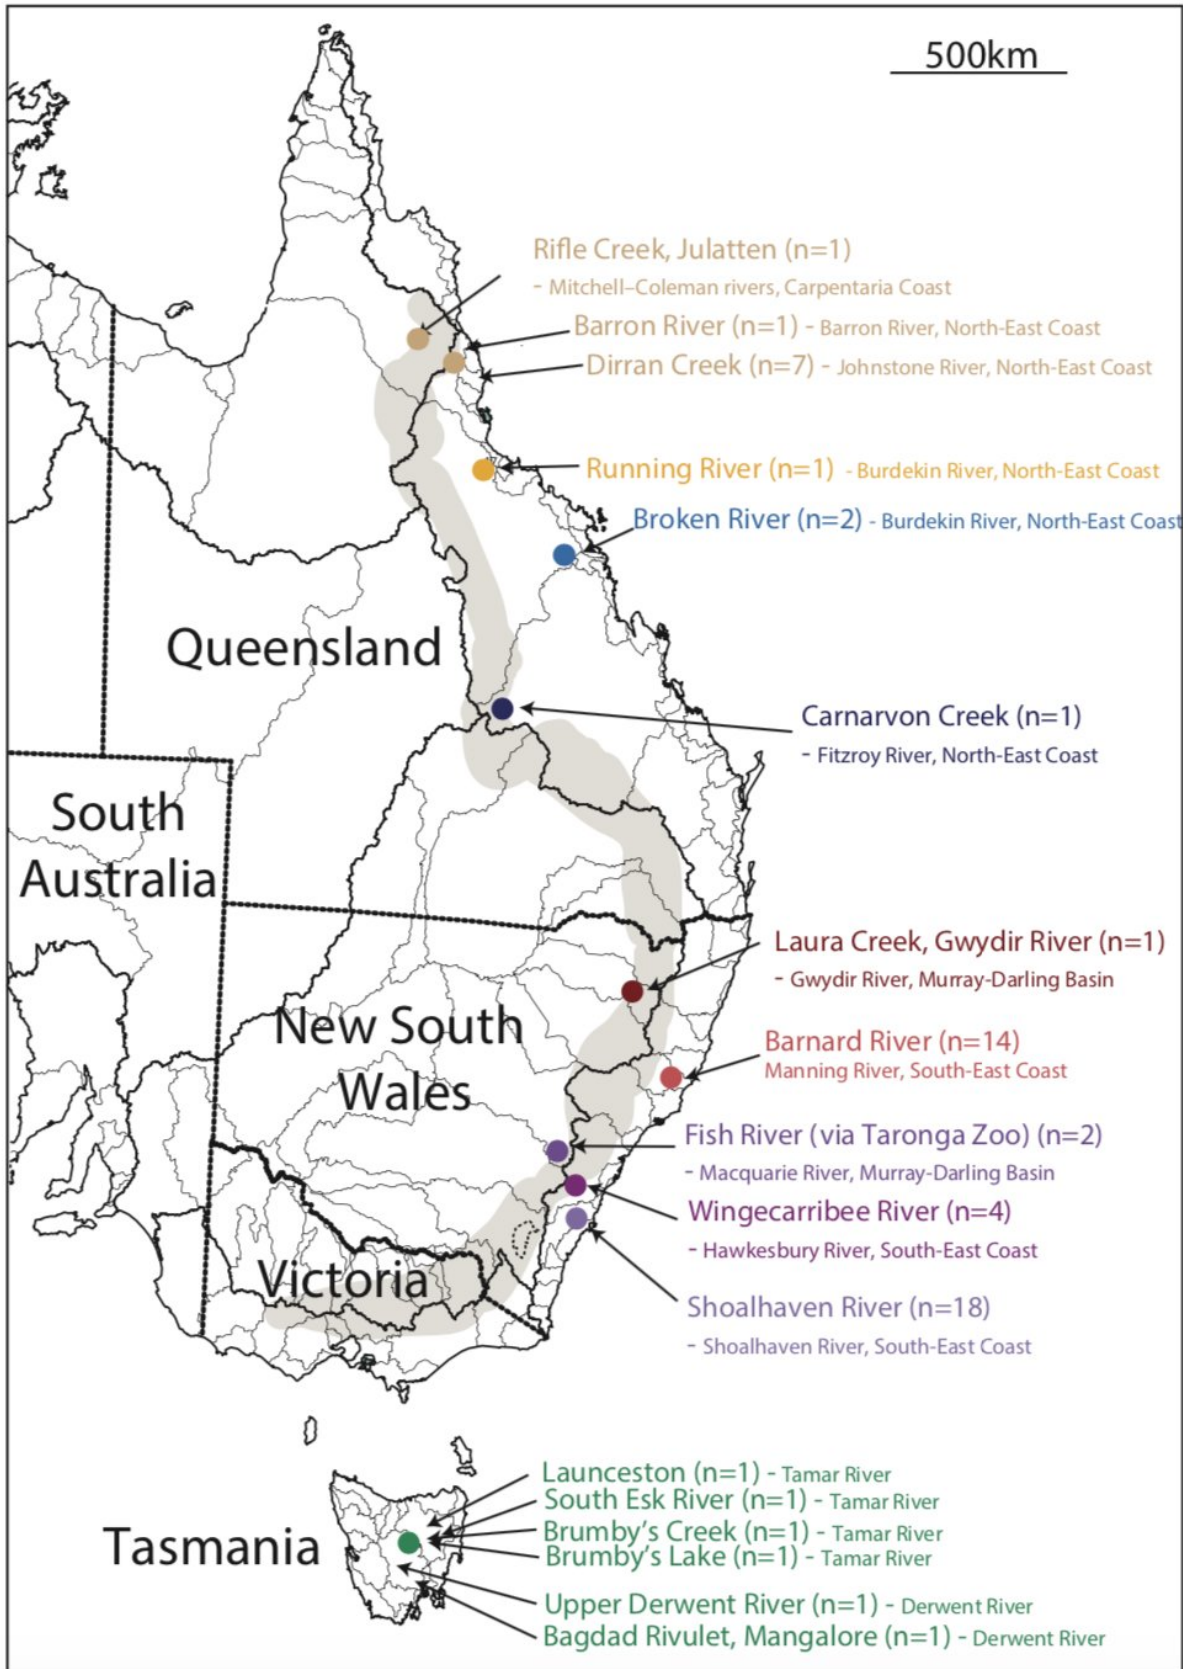 500km
Rifle Creek, Julatten (n=1)
- Mitchell–Coleman rivers, Carpentaria Coast
Barron River (n=1) - Barron River, North-East Coast
Dirran Creek (n=7) - Johnstone River, North-East Coast
Running River (n=1) - Burdekin River, North-East Coast
Broken River (n=2) - Burdekin River, North-East Coast
Queensland
Carnarvon Creek (n=1)
- Fitzroy River, North-East Coast
South
Australia
Laura Creek, Gwydir River (n=1)
- Gwydir River, Murray-Darling Basin
New South
Wales
Barnard River (n=14)
Manning River, South-East Coast
Fish River (via Taronga Zoo) (n=2)
- Macquarie River, Murray-Darling Basin
Wingecarribee River (n=4)
- Hawkesbury River, South-East Coast
Victoria
Shoalhaven River (n=18)
- Shoalhaven River, South-East Coast
Launceston (n=1) - Tamar River
South Esk River (n=1) - Tamar River
Brumby's Creek (n=1) - Tamar River
Brumby's Lake (n=1) - Tamar River
Tasmania
Upper Derwent River (n=1) - Derwent River
Bagdad Rivulet, Mangalore (n=1) - Derwent River